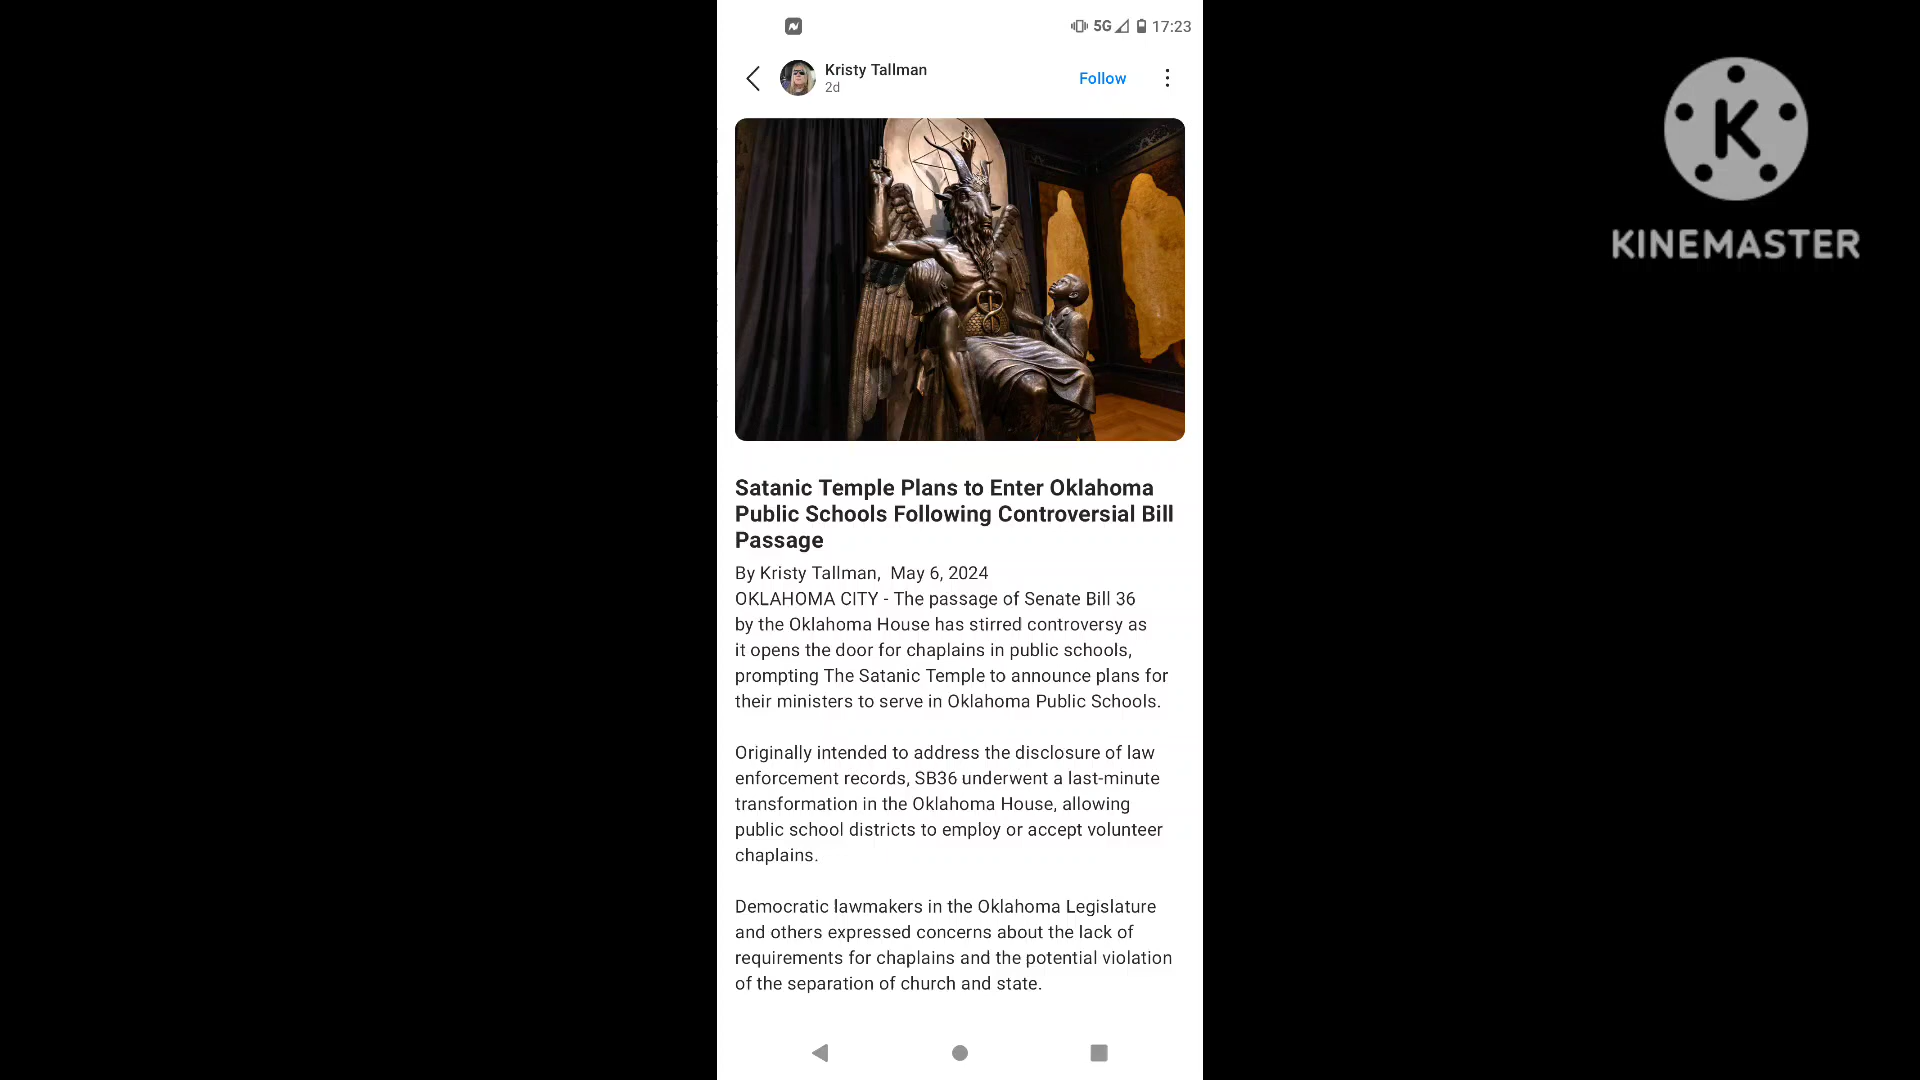 5G 17:23
Kristy Tallman
2d
Follow
KINEMASTER
Satanic Temple Plans to Enter Oklahoma
Public Schools Following Controversial Bill
Passage
By Kristy Tallman,  May 6, 2024
OKLAHOMA CITY - The passage of Senate Bill 36
by the Oklahoma House has stirred controversy as
it opens the door for chaplains in public schools,
prompting The Satanic Temple to announce plans for
their ministers to serve in Oklahoma Public Schools.
Originally intended to address the disclosure of law
enforcement records, SB36 underwent a last-minute
transformation in the Oklahoma House, allowing
public school districts to employ or accept volunteer
chaplains.
Democratic lawmakers in the Oklahoma Legislature
and others expressed concerns about the lack of
requirements for chaplains and the potential violation
of the separation of church and state.